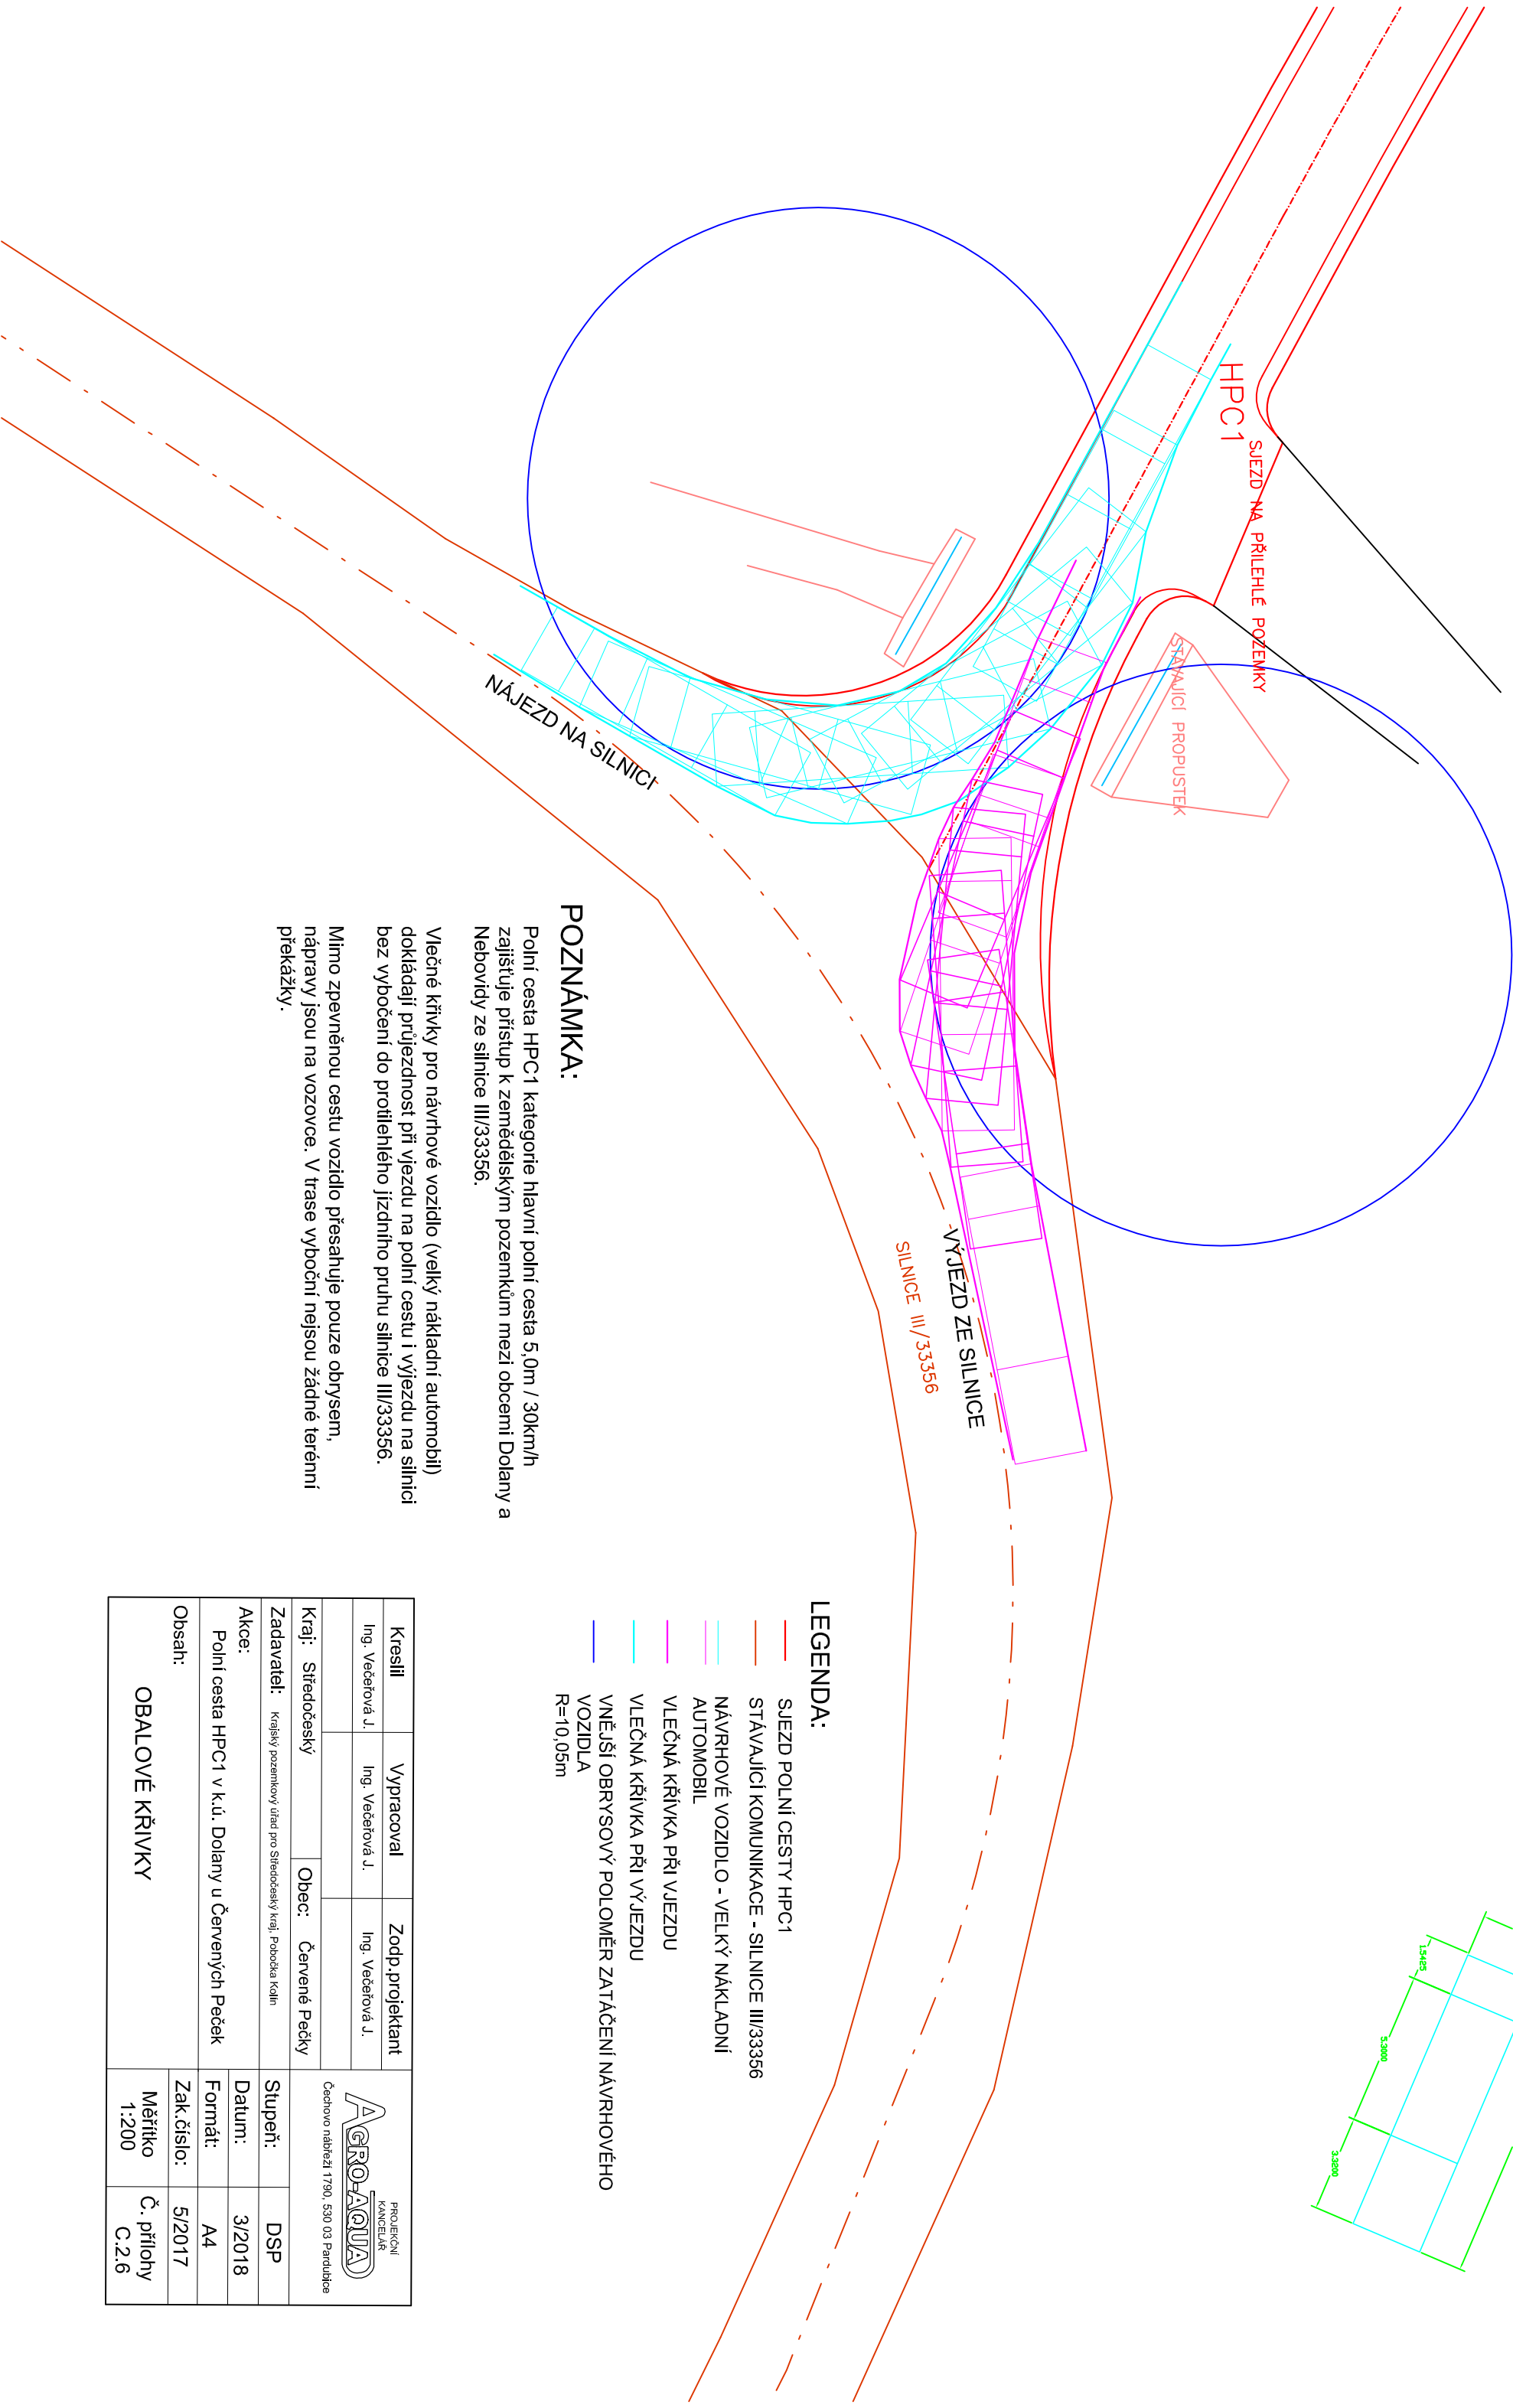 HPC1
SJEZD NA PŘILEHLÉ POZEMKY
STÁVAJÍCÍ PROPUSTEK
NÁJEZD NA SILNICI
VÝJEZD ZE SILNICE
SILNICE III/33356
1.5425
5.3000
3.3200
POZNÁMKA:
Polní cesta HPC1 kategorie hlavní polní cesta 5,0m / 30km/h
zajišťuje přístup k zemědělským pozemkům mezi obcemi Dolany a
Nebovidy ze silnice III/33356.
Vlečné křivky pro návrhové vozidlo (velký nákladní automobil)
dokládají průjezdnost při vjezdu na polní cestu i výjezdu na silnici
bez vybočení do protilehlého jízdního pruhu silnice III/33356.
Mimo zpevněnou cestu vozidlo přesahuje pouze obrysem,
nápravy jsou na vozovce. V trase vyboční nejsou žádné terénní
překážky.
LEGENDA:
SJEZD POLNÍ CESTY HPC1
STÁVAJÍCÍ KOMUNIKACE - SILNICE III/33356
NÁVRHOVÉ VOZIDLO - VELKÝ NÁKLADNÍ
AUTOMOBIL
VLEČNÁ KŘÍVKA PŘI VJEZDU
VLEČNÁ KŘÍVKA PŘI VÝJEZDU
VNĚJŠÍ OBRYSOVÝ POLOMĚR ZATÁČENÍ NÁVRHOVÉHO
VOZIDLA
R=10,05m
Kreslil Vypracoval Zodp.projektant
Ing. Večeřová J. Ing. Večeřová J. Ing. Večeřová J.
Kraj: Středočeský Obec: Červené Pečky
Zadavatel: Krajský pozemkový úřad pro Středočeský kraj, Pobočka Kolín
Akce:
Polní cesta HPC1 v k.ú. Dolany u Červených Peček
Obsah:
OBALOVÉ KŘIVKY
PROJEKČNÍ
KANCELÁŘ
AGRO-AQUA
Čechovo nábřeží 1790, 530 03 Pardubice
Stupeň: DSP
Datum: 3/2018
Formát: A4
Zak.číslo: 5/2017
Měřítko
1:200
Č. přílohy
C.2.6